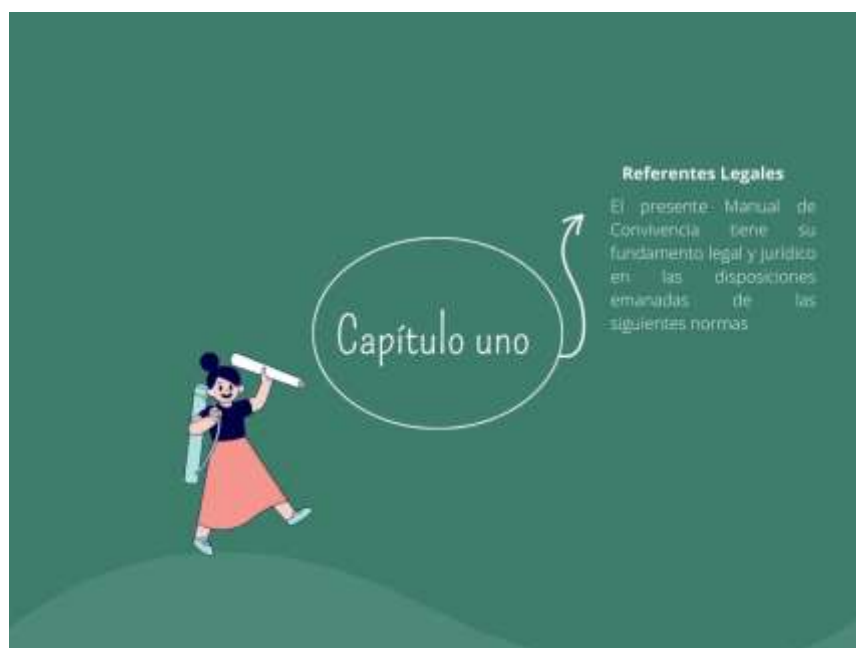 Capítulo uno
Referentes Legales
El presente Manual de
Convivencia tiene su
fundamento legal y jurídico
en las disposiciones
emanadas de las
siguientes normas